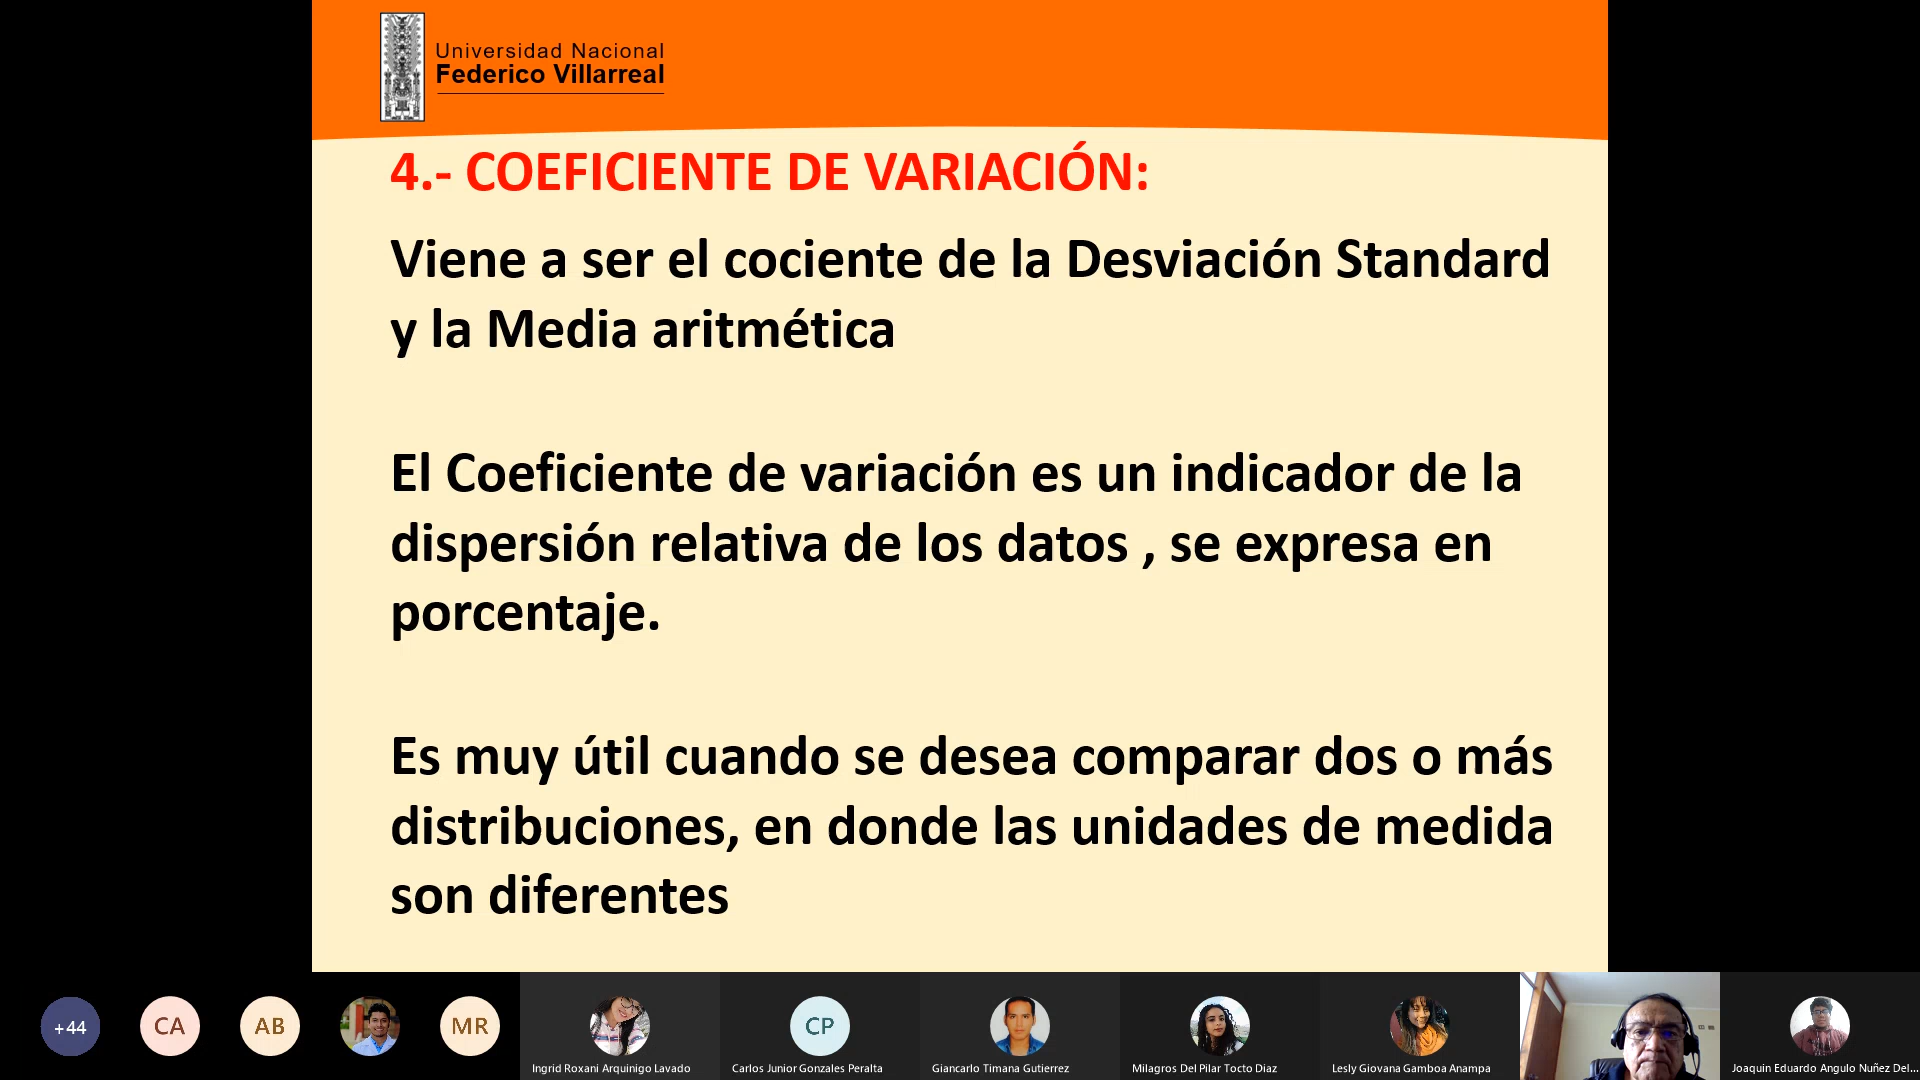 Universidad Nacional
Federico Villarreal
4.- COEFICIENTE DE VARIACIÓN:
Viene a ser el cociente de la Desviación Standard
y la Media aritmética
El Coeficiente de variación es un indicador de la
dispersión relativa de los datos , se expresa en
porcentaje.
Es muy útil cuando se desea comparar dos o más
distribuciones, en donde las unidades de medida
son diferentes
+44
CA
AB
MR
CP
Ingrid Roxani Arquinigo Lavado
Carlos Junior Gonzales Peralta
Giancarlo Timana Gutierrez
Milagros Del Pilar Tocto Diaz
Lesly Giovana Gamboa Anampa
Joaquin Eduardo Angulo Nuñez Del...